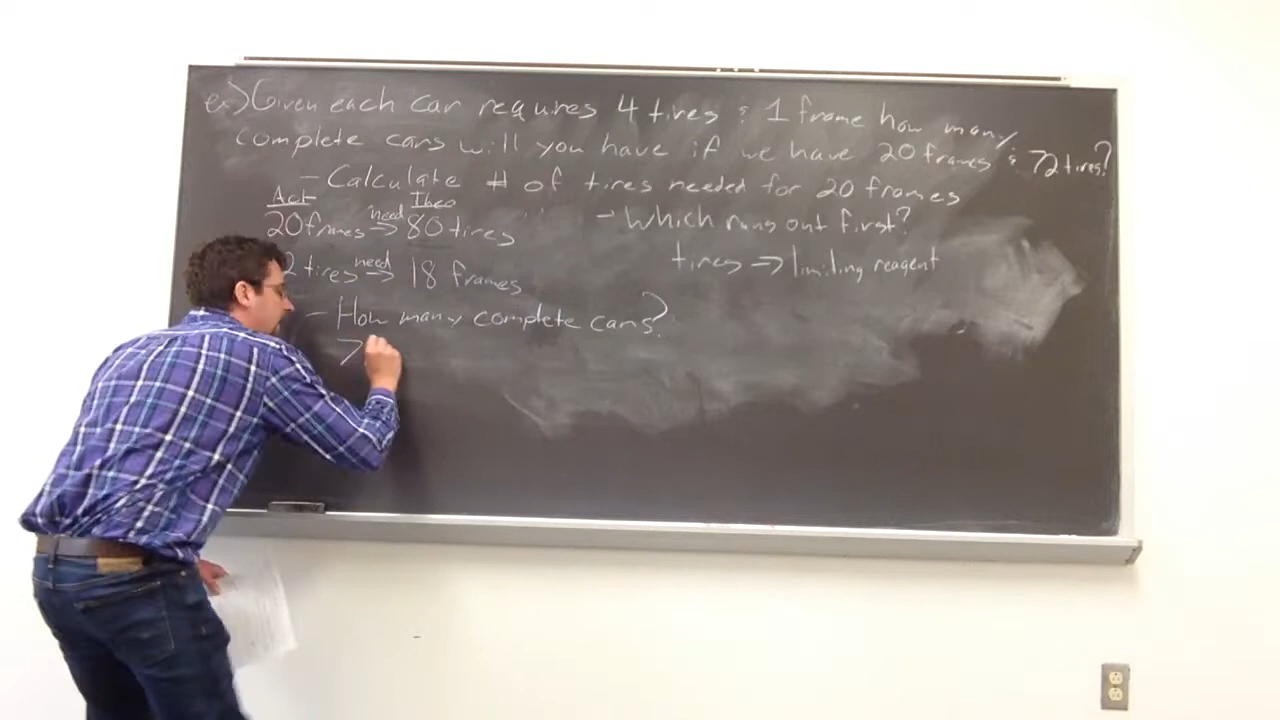 ex) Given each car requires 4 tires & 1 frame how many
complete cars will you have if we have 20 frames & 72 tires?
- Calculate # of tires needed for 20 frames
Act Theo
20 frames need → 80 tires
- Which runs out first?
2 tires need → 18 frames
tires → limiting reagent
- How many complete cars?
7